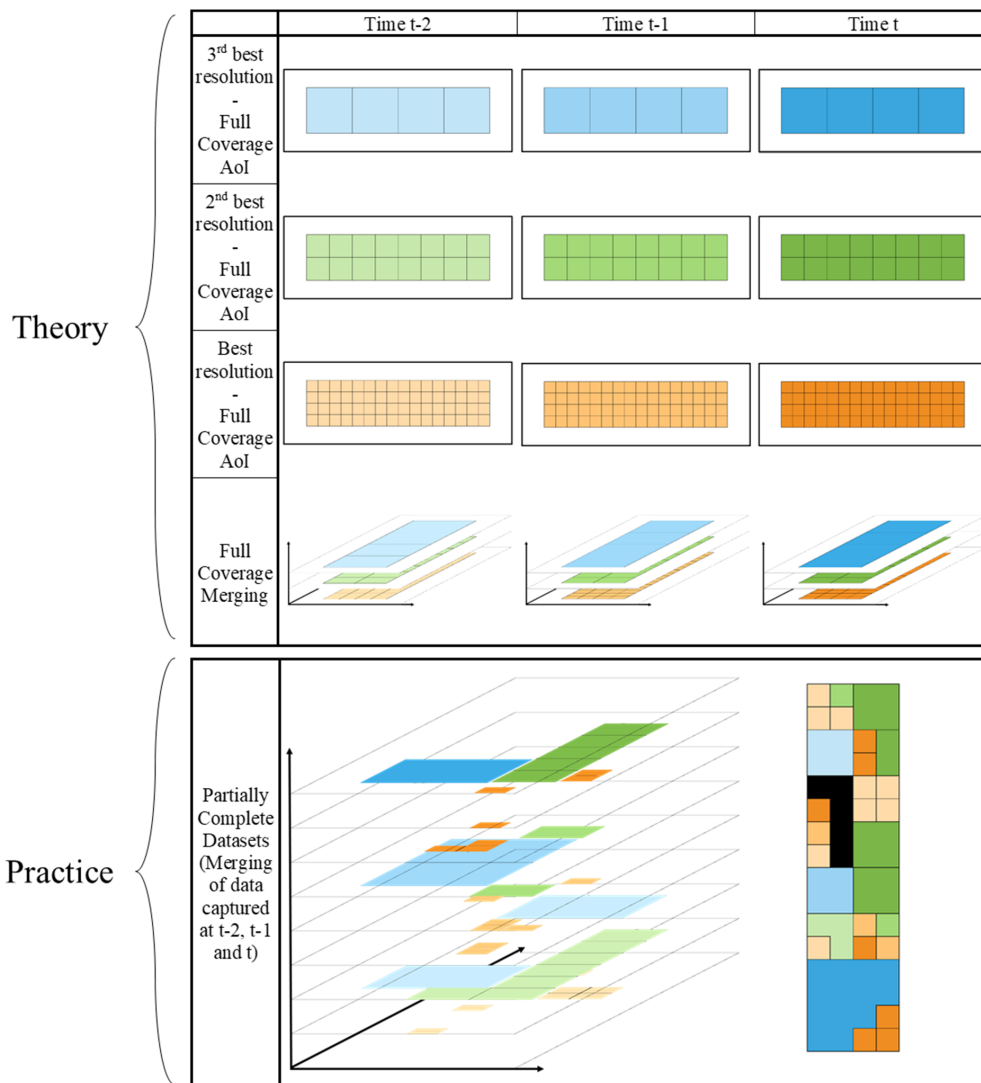 Time t-2
Time t-1
Time t
3rd best
resolution
-
Full
Coverage
AoI
2nd best
resolution
-
Full
Coverage
AoI
Theory
Best
resolution
-
Full
Coverage
AoI
Full
Coverage
Merging
Practice
Partially
Complete
Datasets
(Merging
of data
captured
at t-2, t-1
and t)